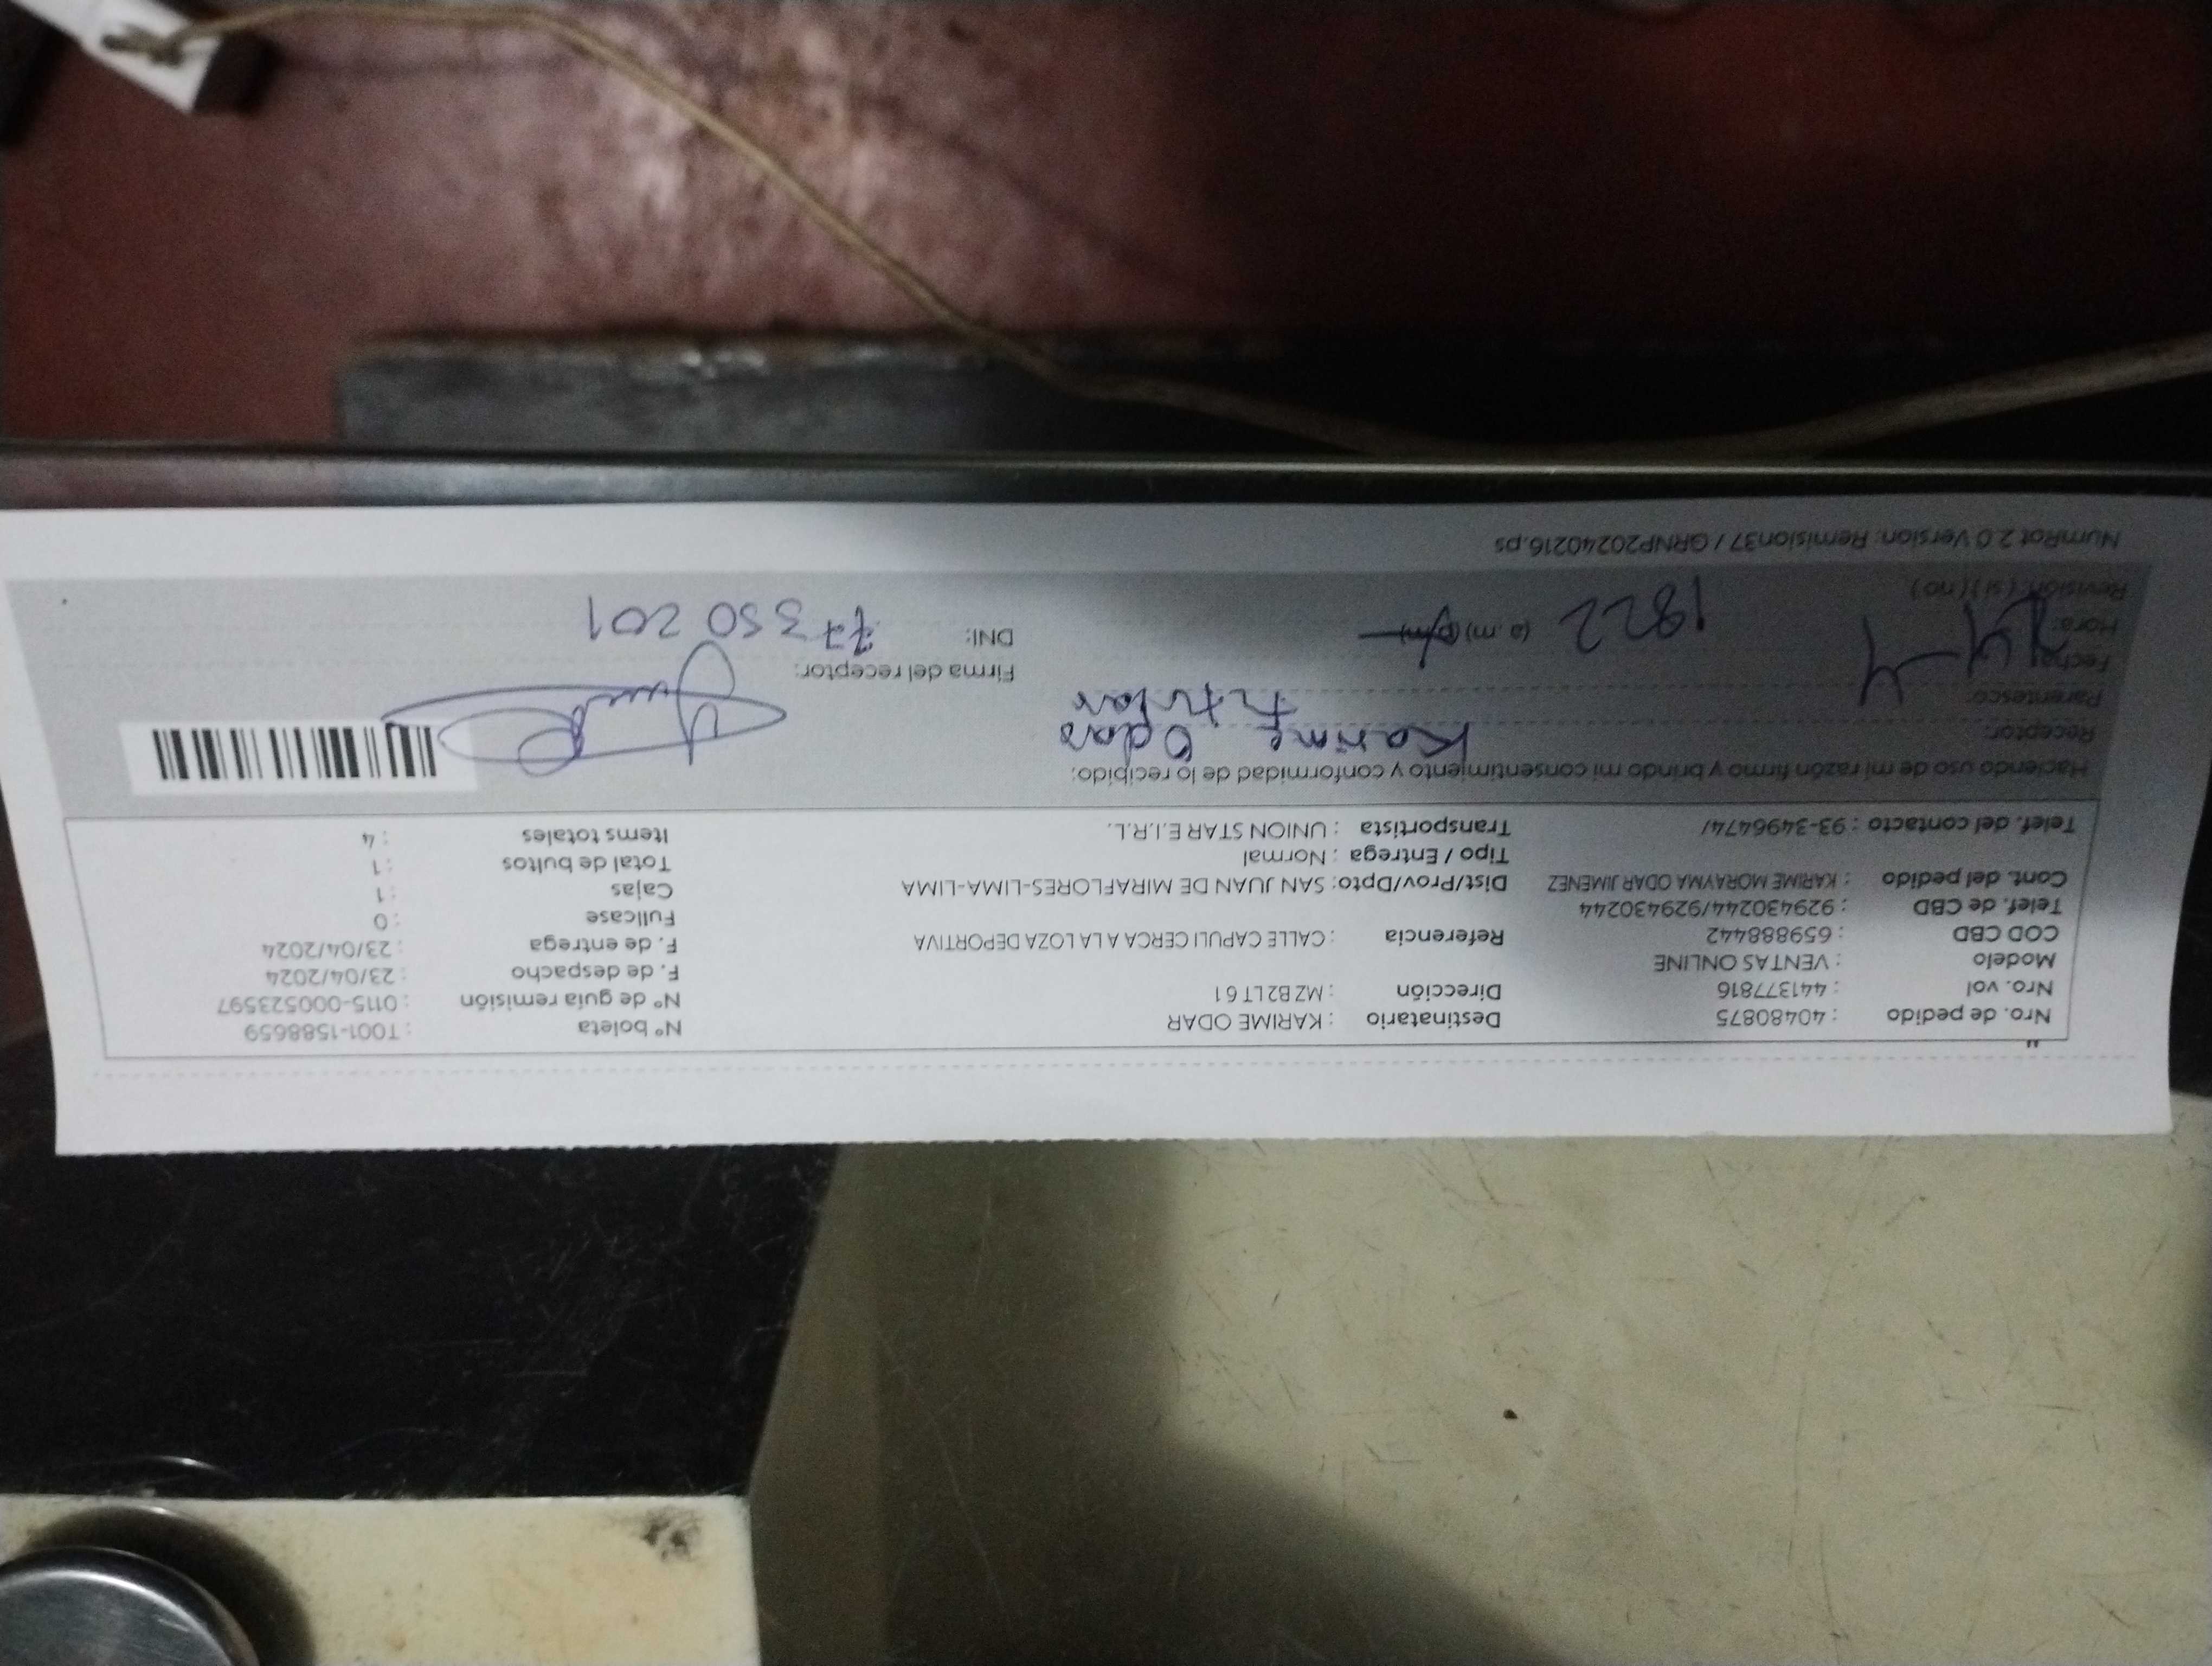 Nro. de pedido : 40480875 Destinatario : KARIME ODAR Nº boleta : T001-1588659
Nro. vol : 441377816 Dirección : MZ B2 LT 61 Nº de guía remisión : 0115-000523597
Modelo : VENTAS ONLINE F. de despacho : 23/04/2024
COD CBD : 659888442 Referencia : CALLE CAPULI CERCA A LA LOZA DEPORTIVA F. de entrega : 23/04/2024
Telef. de CBD : 929430244/929430244 Fullcase : 0
Cont. del pedido : KARIME MORAYMA ODAR JIMENEZ Dist/Prov/Dpto: SAN JUAN DE MIRAFLORES-LIMA-LIMA Cajas : 1
Tipo / Entrega : Normal Total de bultos : 1
Telef. del contacto : 93-3496474/ Transportista : UNION STAR E.I.R.L. Items totales : 4
Haciendo uso de mi razón firmo y brindo mi consentimiento y conformidad de lo recibido:
Receptor: Karime Odar
Parentesco: titular
Fecha: Firma del receptor:
Hora: 1822 (a.m) (p.m) DNI: 77350201
Revisión: ( si ) ( no )
NumRot 2.0 Version: Remision37 / GRNP20240216.ps